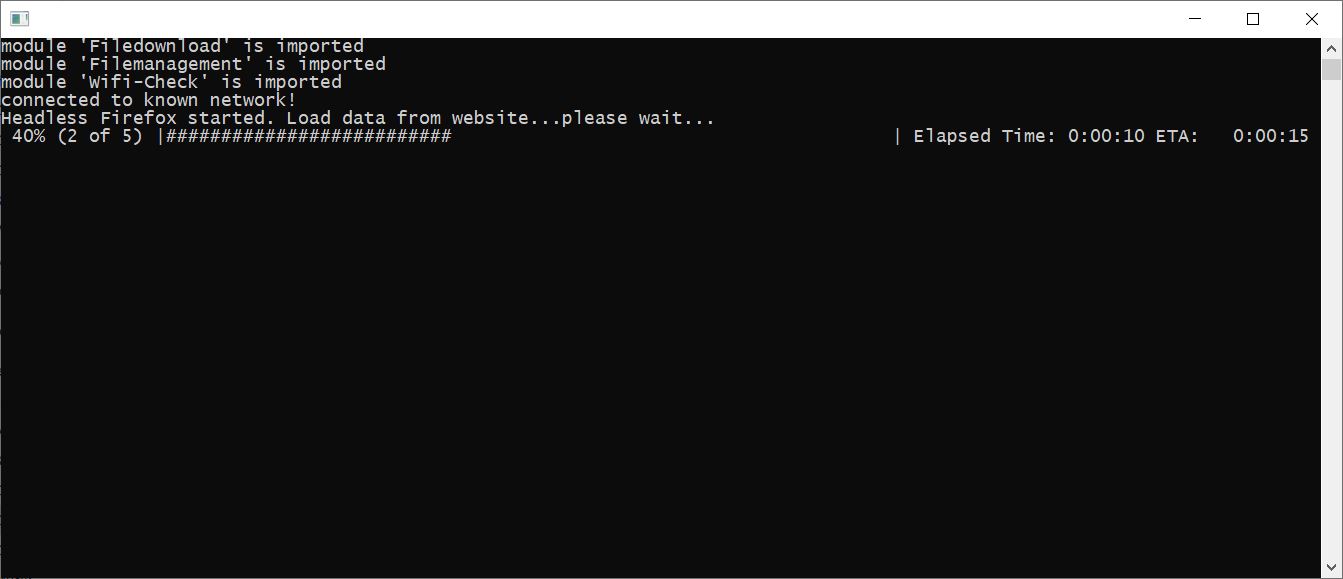 module 'Filedownload' is imported
module 'Filemanagement' is imported
module 'Wifi-Check' is imported
connected to known network!
Headless Firefox started. Load data from website...please wait...
 40% (2 of 5) |##########################                                        | Elapsed Time: 0:00:10 ETA:   0:00:15